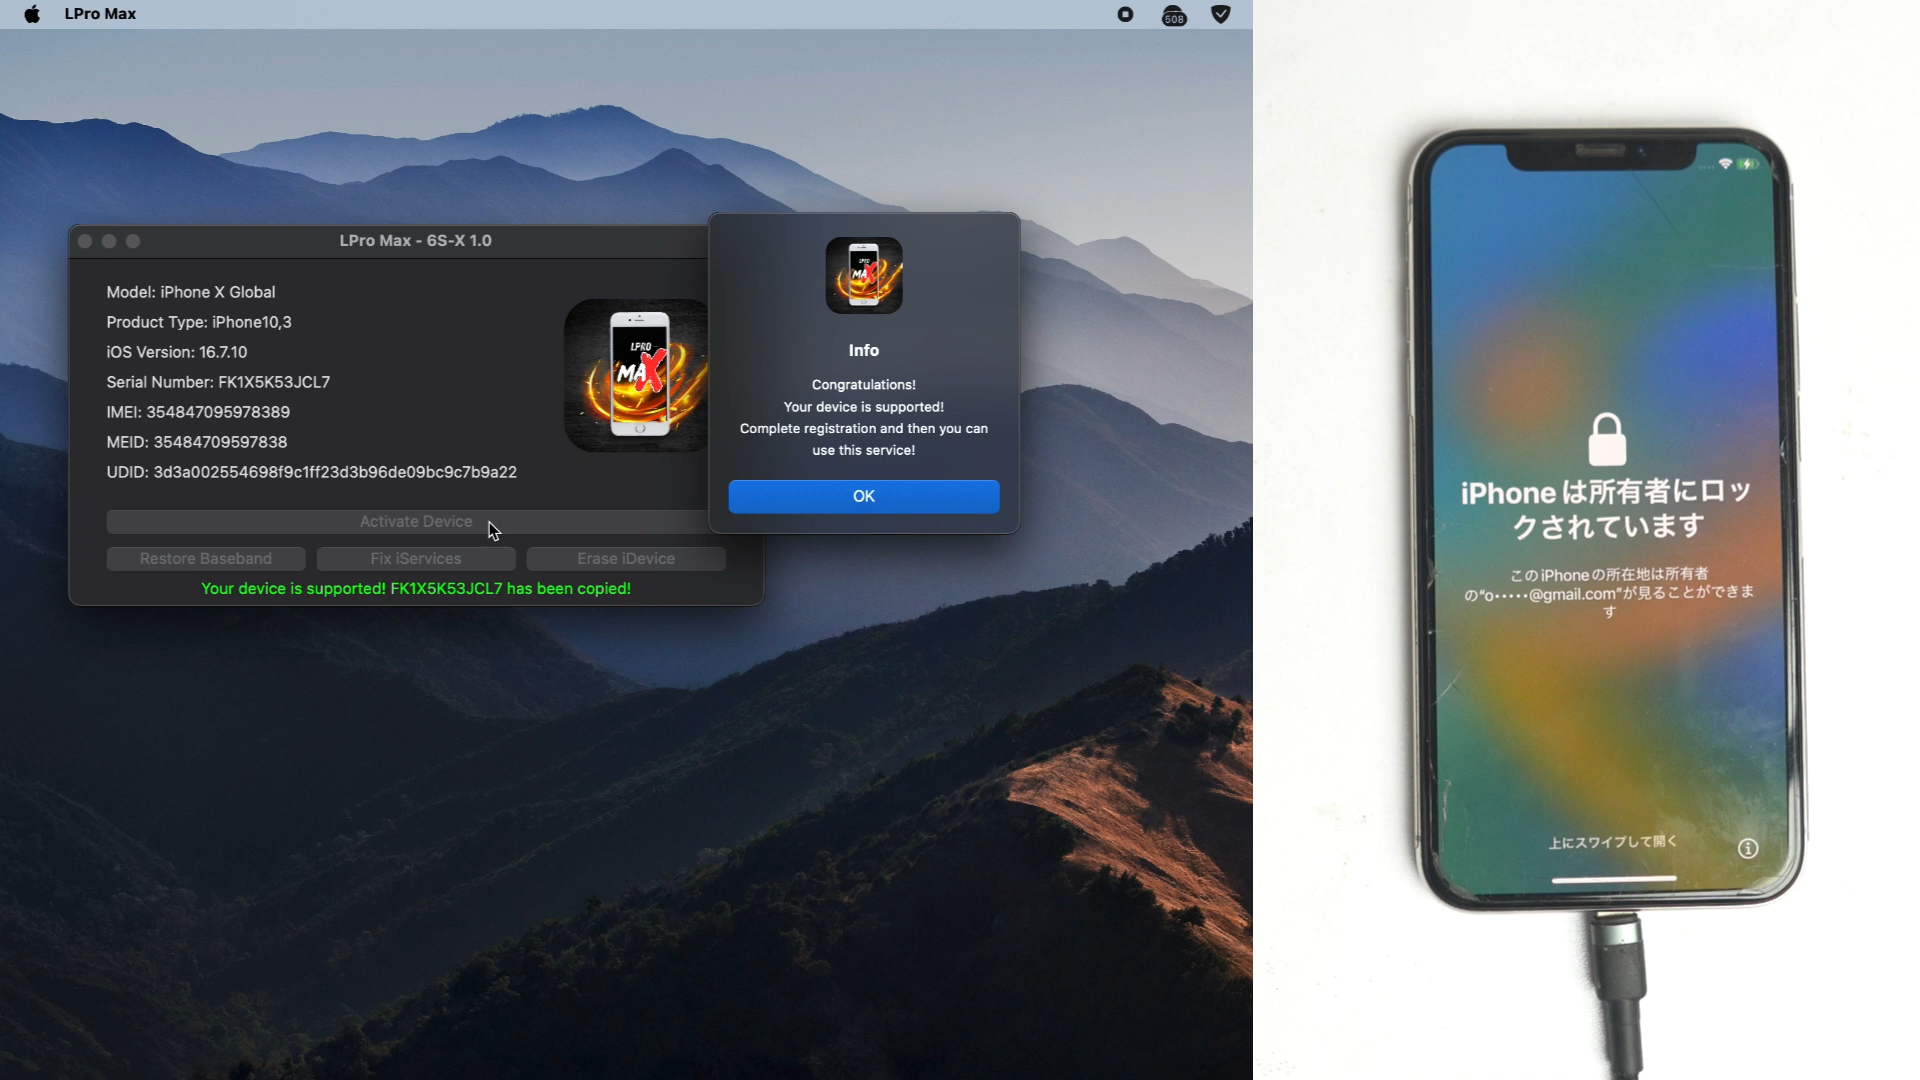 LPro Max
508
LPro Max - 6S-X 1.0
Model: iPhone X Global
Product Type: iPhone10,3
iOS Version: 16.7.10
Serial Number: FK1X5K53JCL7
IMEI: 354847095978389
MEID: 35484709597838
UDID: 3d3a002554698f9c1ff23d3b96de09bc9c7b9a22
LPRO
MAX
Activate Device
Restore Baseband
Fix iServices
Erase iDevice
Your device is supported! FK1X5K53JCL7 has been copied!
LPRO
MAX
Info
Congratulations!
Your device is supported!
Complete registration and then you can
use this service!
OK
iPhoneは所有者にロッ
クされています
このiPhoneの所在地は所有者
の“o•••••@gmail.com”が見ることができま
す
上にスワイプして開く